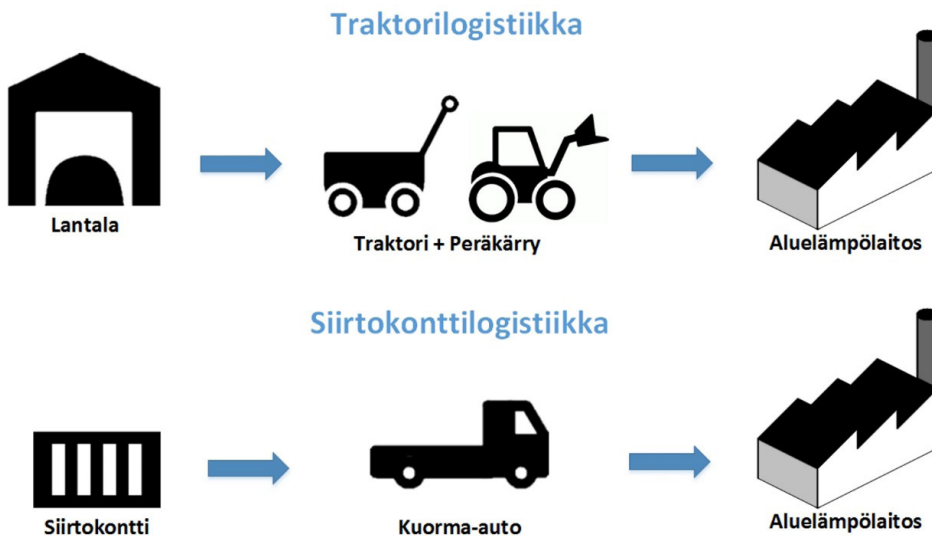 Traktorilogistiikka
Lantala
Traktori + Peräkärry
Aluelämpölaitos
Siirtokonttilogistiikka
Siirtokontti
Kuorma-auto
Aluelämpölaitos